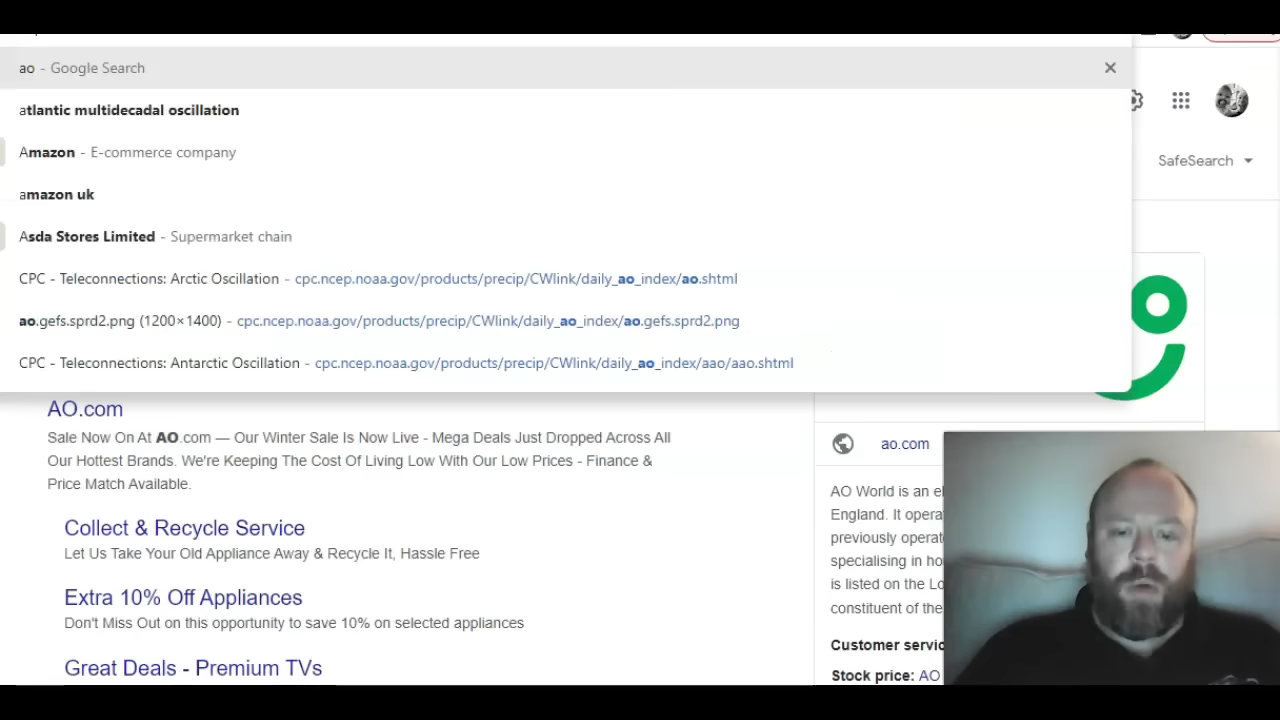 ao - Google Search
atlantic multidecadal oscillation
Amazon - E-commerce company
amazon uk
Asda Stores Limited - Supermarket chain
CPC - Teleconnections: Arctic Oscillation - cpc.ncep.noaa.gov/products/precip/CWlink/daily_ao_index/ao.shtml
ao.gefs.sprd2.png (1200×1400) - cpc.ncep.noaa.gov/products/precip/CWlink/daily_ao_index/ao.gefs.sprd2.png
CPC - Teleconnections: Antarctic Oscillation - cpc.ncep.noaa.gov/products/precip/CWlink/daily_ao_index/aao/aao.shtml
SafeSearch
AO.com
Sale Now On At AO.com — Our Winter Sale Is Now Live - Mega Deals Just Dropped Across All
Our Hottest Brands. We're Keeping The Cost Of Living Low With Our Low Prices - Finance &
Price Match Available.
Collect & Recycle Service
Let Us Take Your Old Appliance Away & Recycle It, Hassle Free
Extra 10% Off Appliances
Don't Miss Out on this opportunity to save 10% on selected appliances
Great Deals - Premium TVs
ao.com
AO World is an
England. It
previously
specialising in
is listed on the
constituent of the
Customer
Stock price: AO